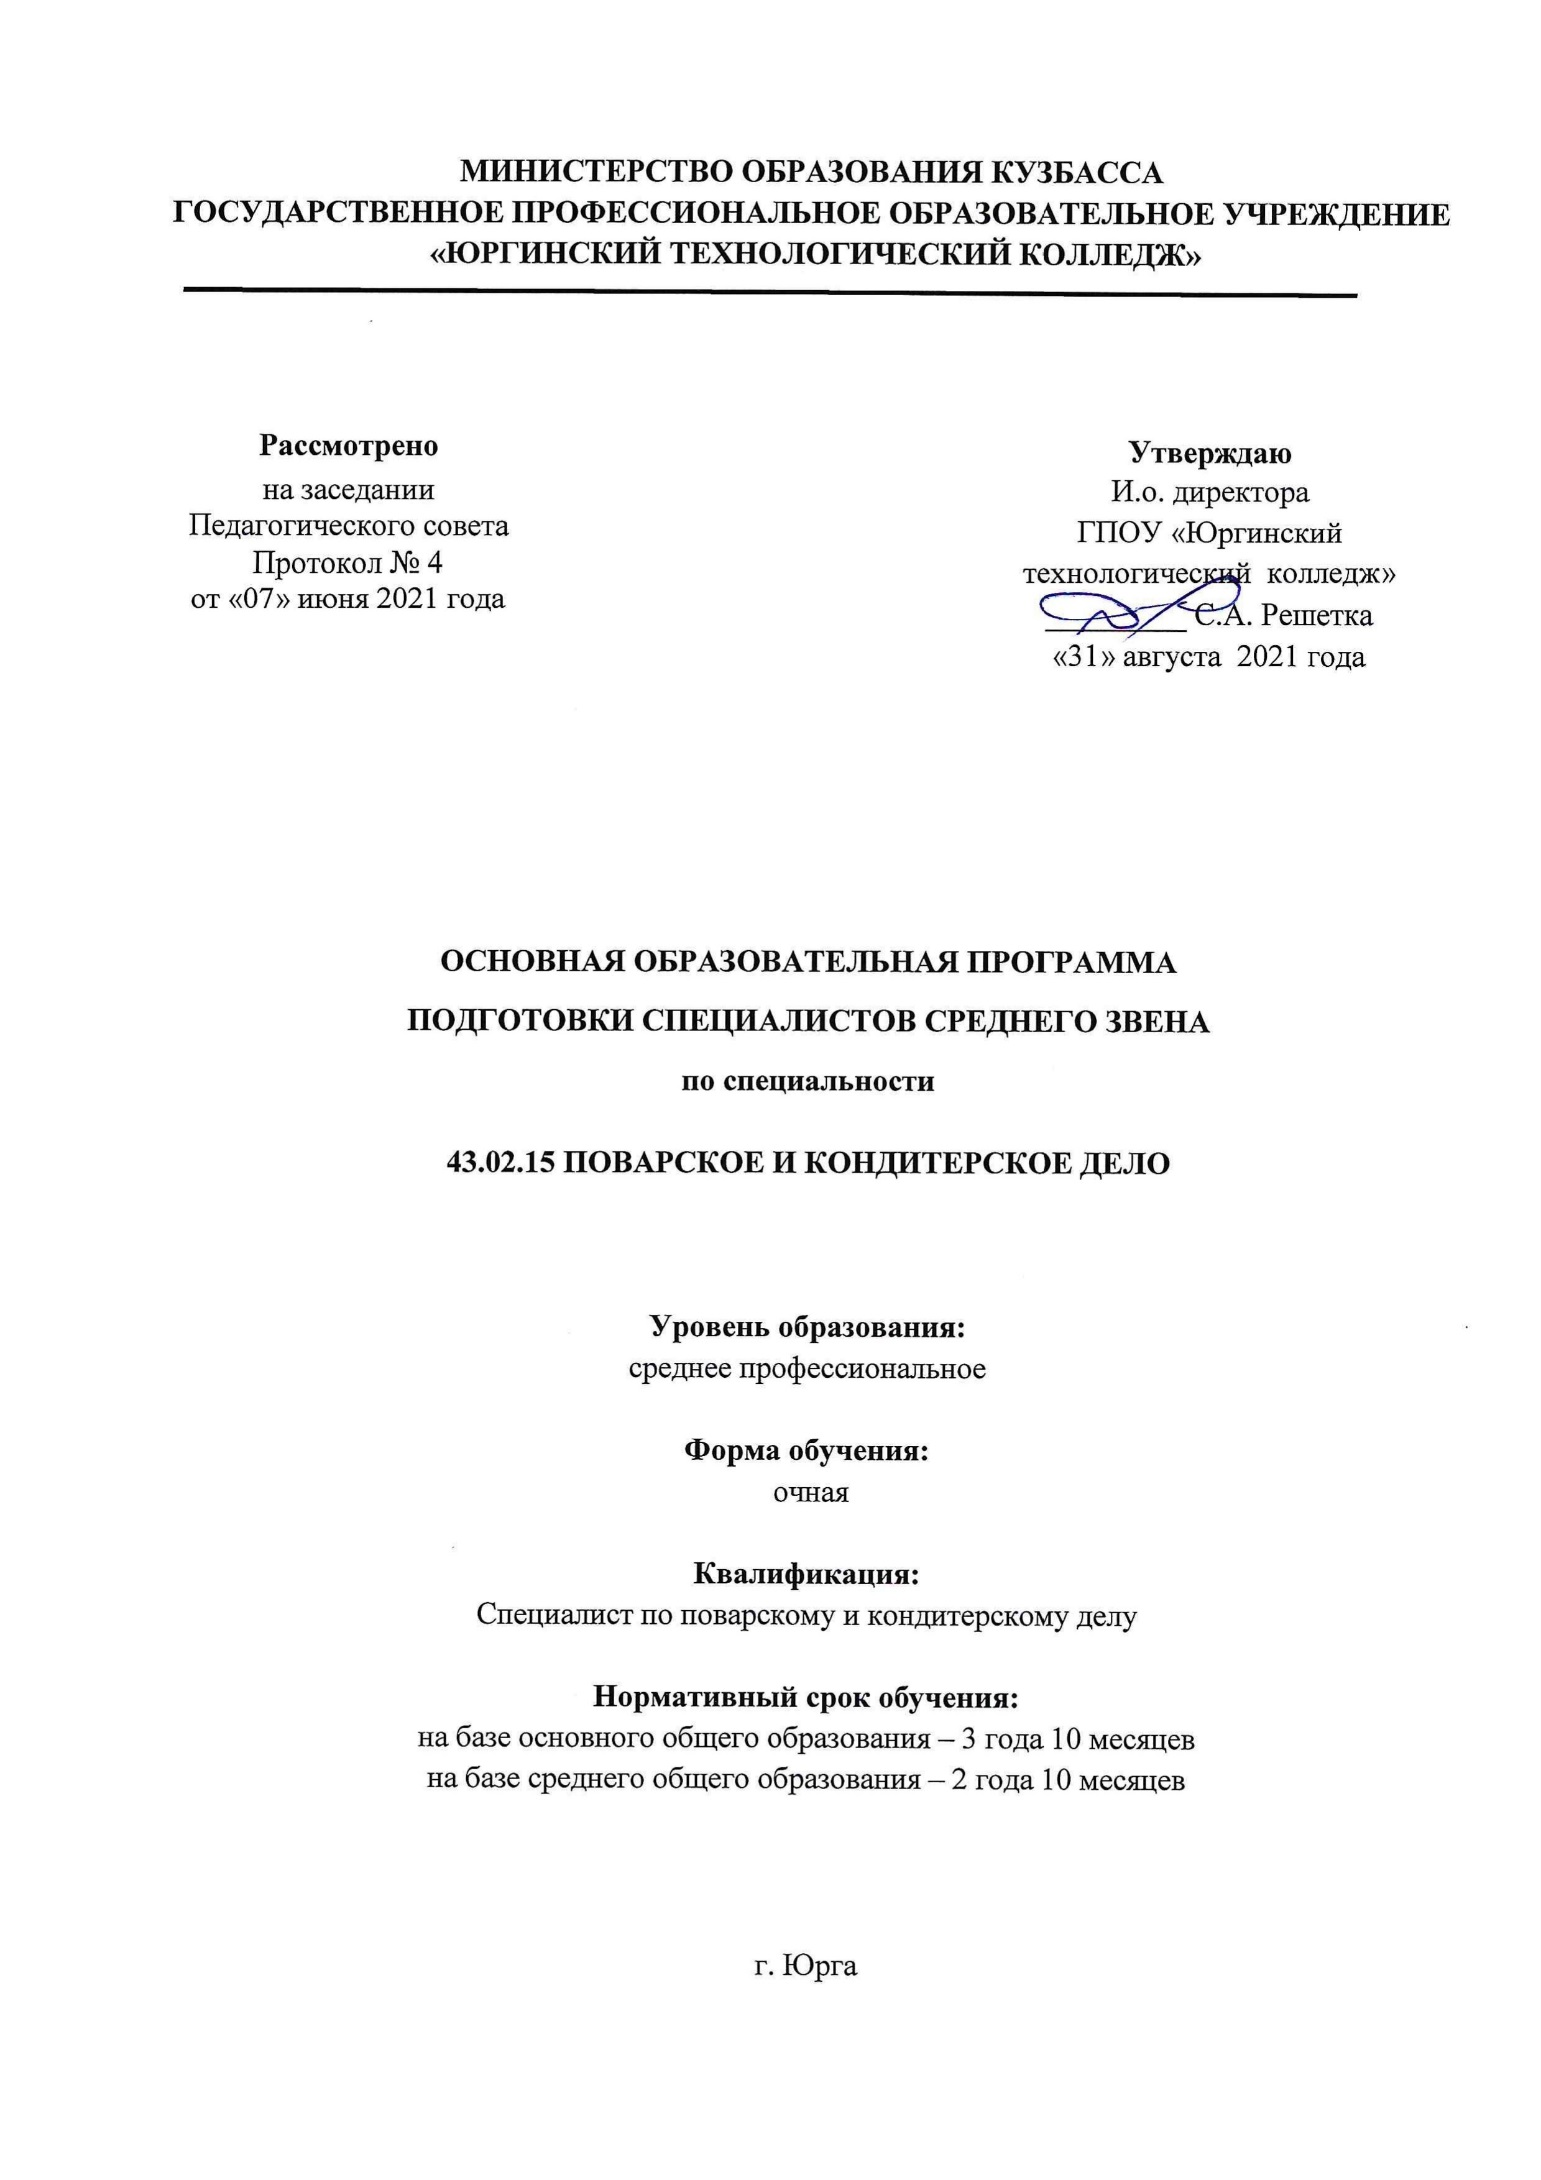 МИНИСТЕРСТВО ОБРАЗОВАНИЯ КУЗБАССА
ГОСУДАРСТВЕННОЕ ПРОФЕССИОНАЛЬНОЕ ОБРАЗОВАТЕЛЬНОЕ УЧРЕЖДЕНИЕ
«ЮРГИНСКИЙ ТЕХНОЛОГИЧЕСКИЙ КОЛЛЕДЖ»
Рассмотрено
на заседании
Педагогического совета
Протокол № 4
от «07» июня 2021 года
Утверждаю
И.о. директора
ГПОУ «Юргинский
технологический колледж»
_________ С.А. Решетка
«31» августа 2021 года
ОСНОВНАЯ ОБРАЗОВАТЕЛЬНАЯ ПРОГРАММА
ПОДГОТОВКИ СПЕЦИАЛИСТОВ СРЕДНЕГО ЗВЕНА
по специальности
43.02.15 ПОВАРСКОЕ И КОНДИТЕРСКОЕ ДЕЛО
Уровень образования:
среднее профессиональное
Форма обучения:
очная
Квалификация:
Специалист по поварскому и кондитерскому делу
Нормативный срок обучения:
на базе основного общего образования – 3 года 10 месяцев
на базе среднего общего образования – 2 года 10 месяцев
г. Юрга